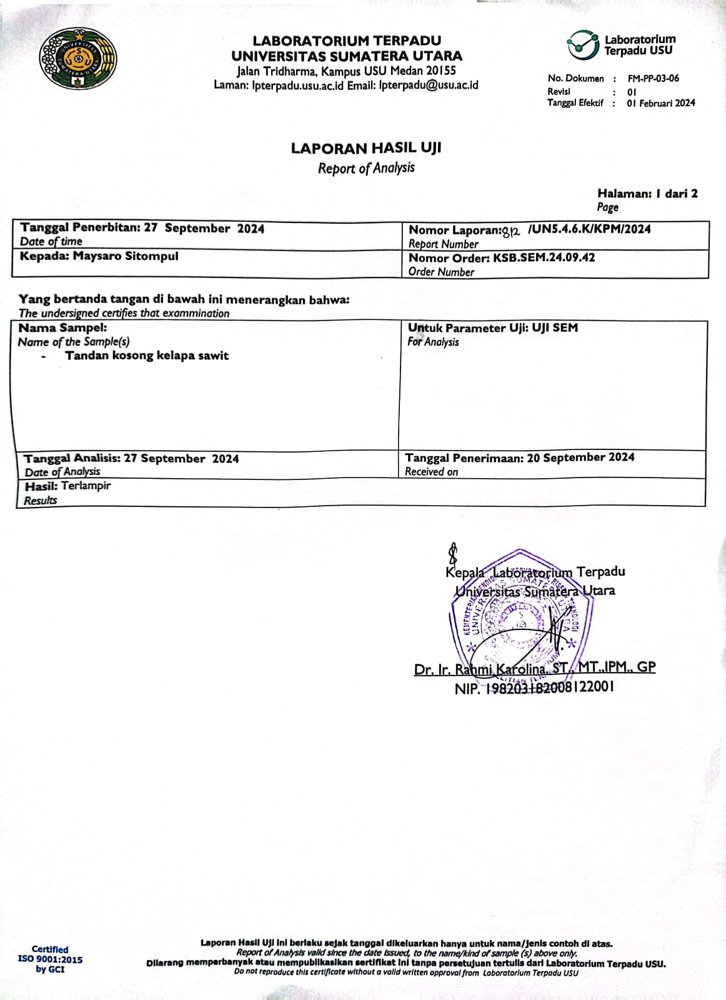 LABORATORIUM TERPADU
UNIVERSITAS SUMATERA UTARA
Jalan Tridharma, Kampus USU Medan 20155
Laman: lpterpadu.usu.ac.id Email: lpterpadu@usu.ac.id
Laboratorium
Terpadu USU
No. Dokumen : FM-PP-03-06
Revisi : 01
Tanggal Efektif : 01 Februari 2024
LAPORAN HASIL UJI
Report of Analysis
Halaman: 1 dari 2
Page
Tanggal Penerbitan: 27 September 2024
Date of time
Nomor Laporan:812 /UN5.4.6.K/KPM/2024
Report Number
Kepada: Maysaro Sitompul
Nomor Order: KSB.SEM.24.09.42
Order Number
Yang bertanda tangan di bawah ini menerangkan bahwa:
The undersigned certifies that exammination
Nama Sampel:
Name of the Sample(s)
- Tandan kosong kelapa sawit
Untuk Parameter Uji: UJI SEM
For Analysis
Tanggal Analisis: 27 September 2024
Date of Analysis
Tanggal Penerimaan: 20 September 2024
Received on
Hasil: Terlampir
Results
Kepala Laboratorium Terpadu
Universitas Sumatera Utara
Dr. Ir. Rahmi Karolina, ST., MT.,IPM., GP
NIP. 198203182008122001
Certified
ISO 9001:2015
by GCI
Laporan Hasil Uji ini berlaku sejak tanggal dikeluarkan hanya untuk nama/jenis contoh di atas.
Report of Analysis valid since the date issued, to the name/kind of sample (s) above only.
Dilarang memperbanyak atau mempublikasikan sertifikat ini tanpa persetujuan tertulis dari Laboratorium Terpadu USU.
Do not reproduce this certificate without a valid written approval from Laboratorium Terpadu USU